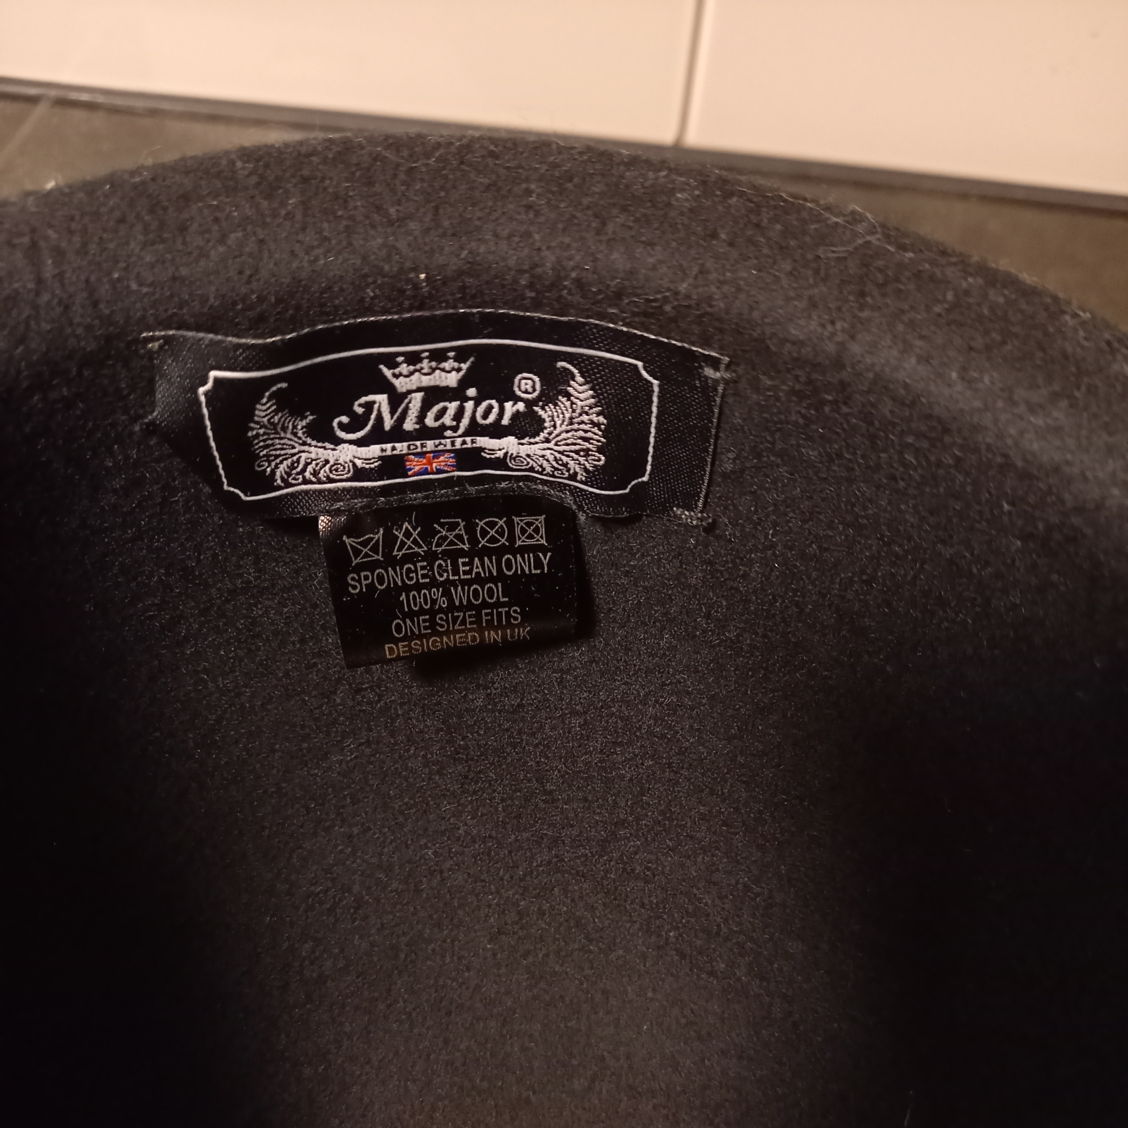 Major®
MAJOR WEAR
SPONGE CLEAN ONLY
100% WOOL
ONE SIZE FITS
DESIGNED IN UK